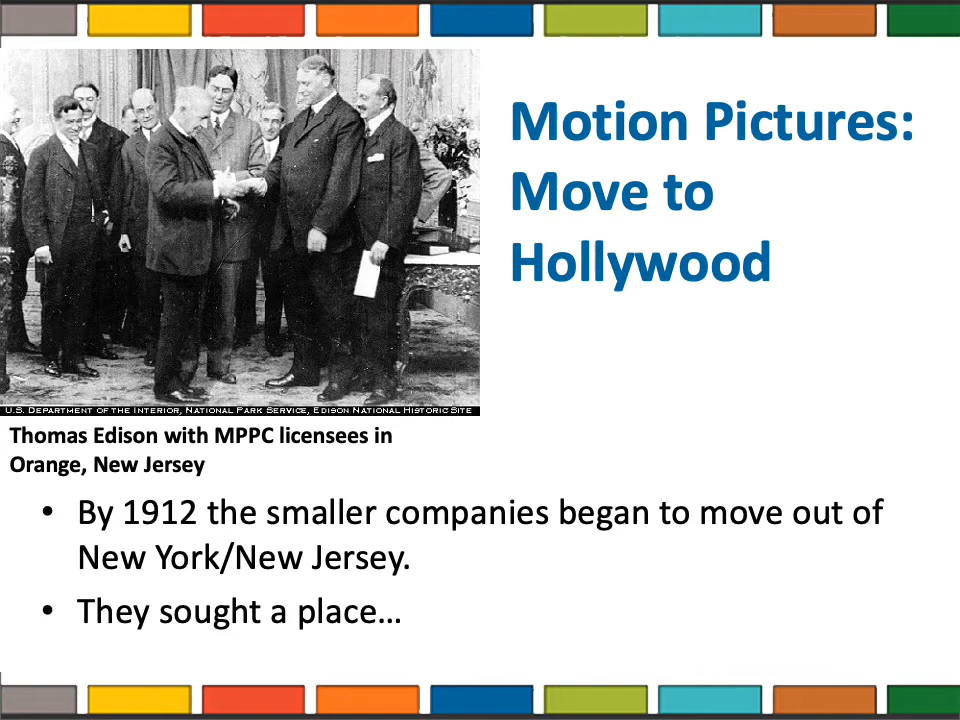 Motion Pictures:
Move to
Hollywood
U.S. Department of the Interior, National Park Service, Edison National Historic Site
Thomas Edison with MPPC licensees in
Orange, New Jersey
• By 1912 the smaller companies began to move out of
New York/New Jersey.
• They sought a place…